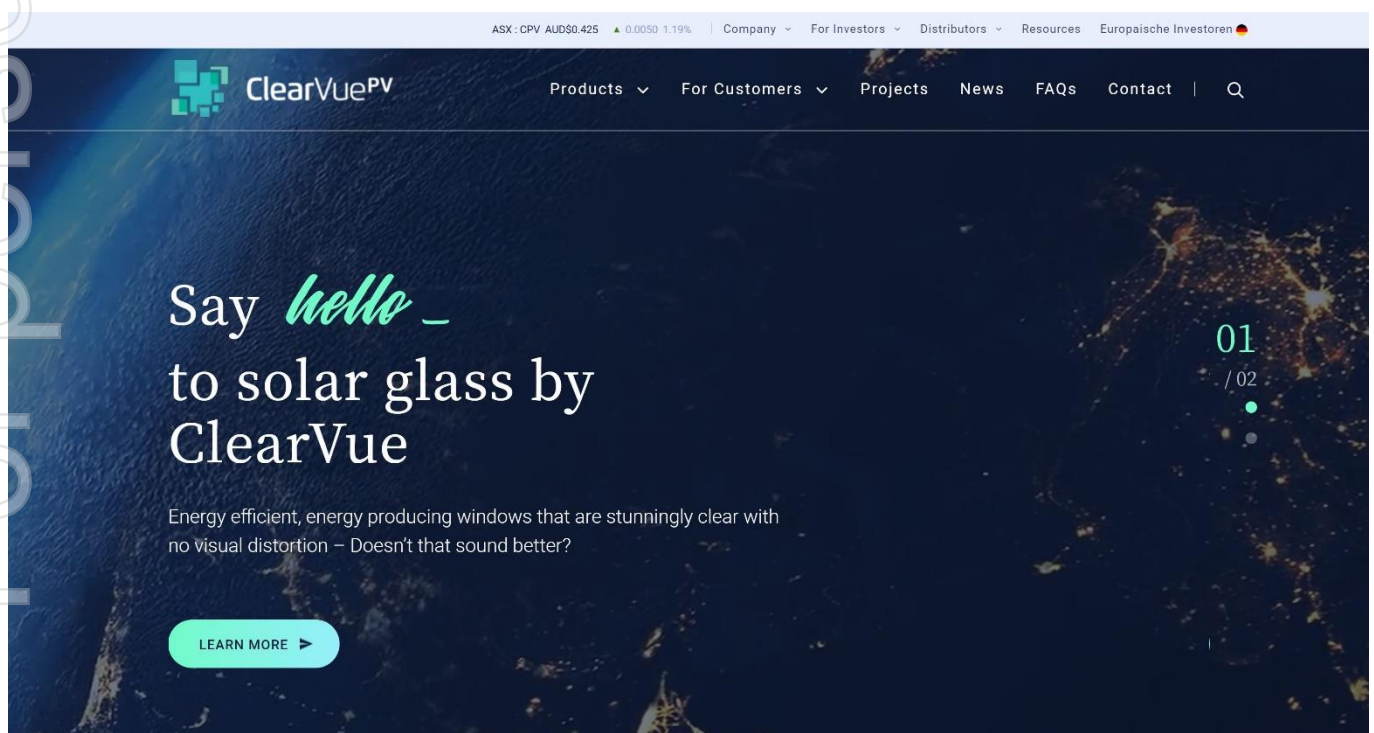 ASX : CPV AUD$0.425 ▲ 0.0050 1.19% Company For Investors Distributors Resources Europaische Investoren
ClearVuePV
Products For Customers Projects News FAQs Contact
Say hello _
to solar glass by
ClearVue
01
/ 02
Energy efficient, energy producing windows that are stunningly clear with
no visual distortion – Doesn't that sound better?
LEARN MORE